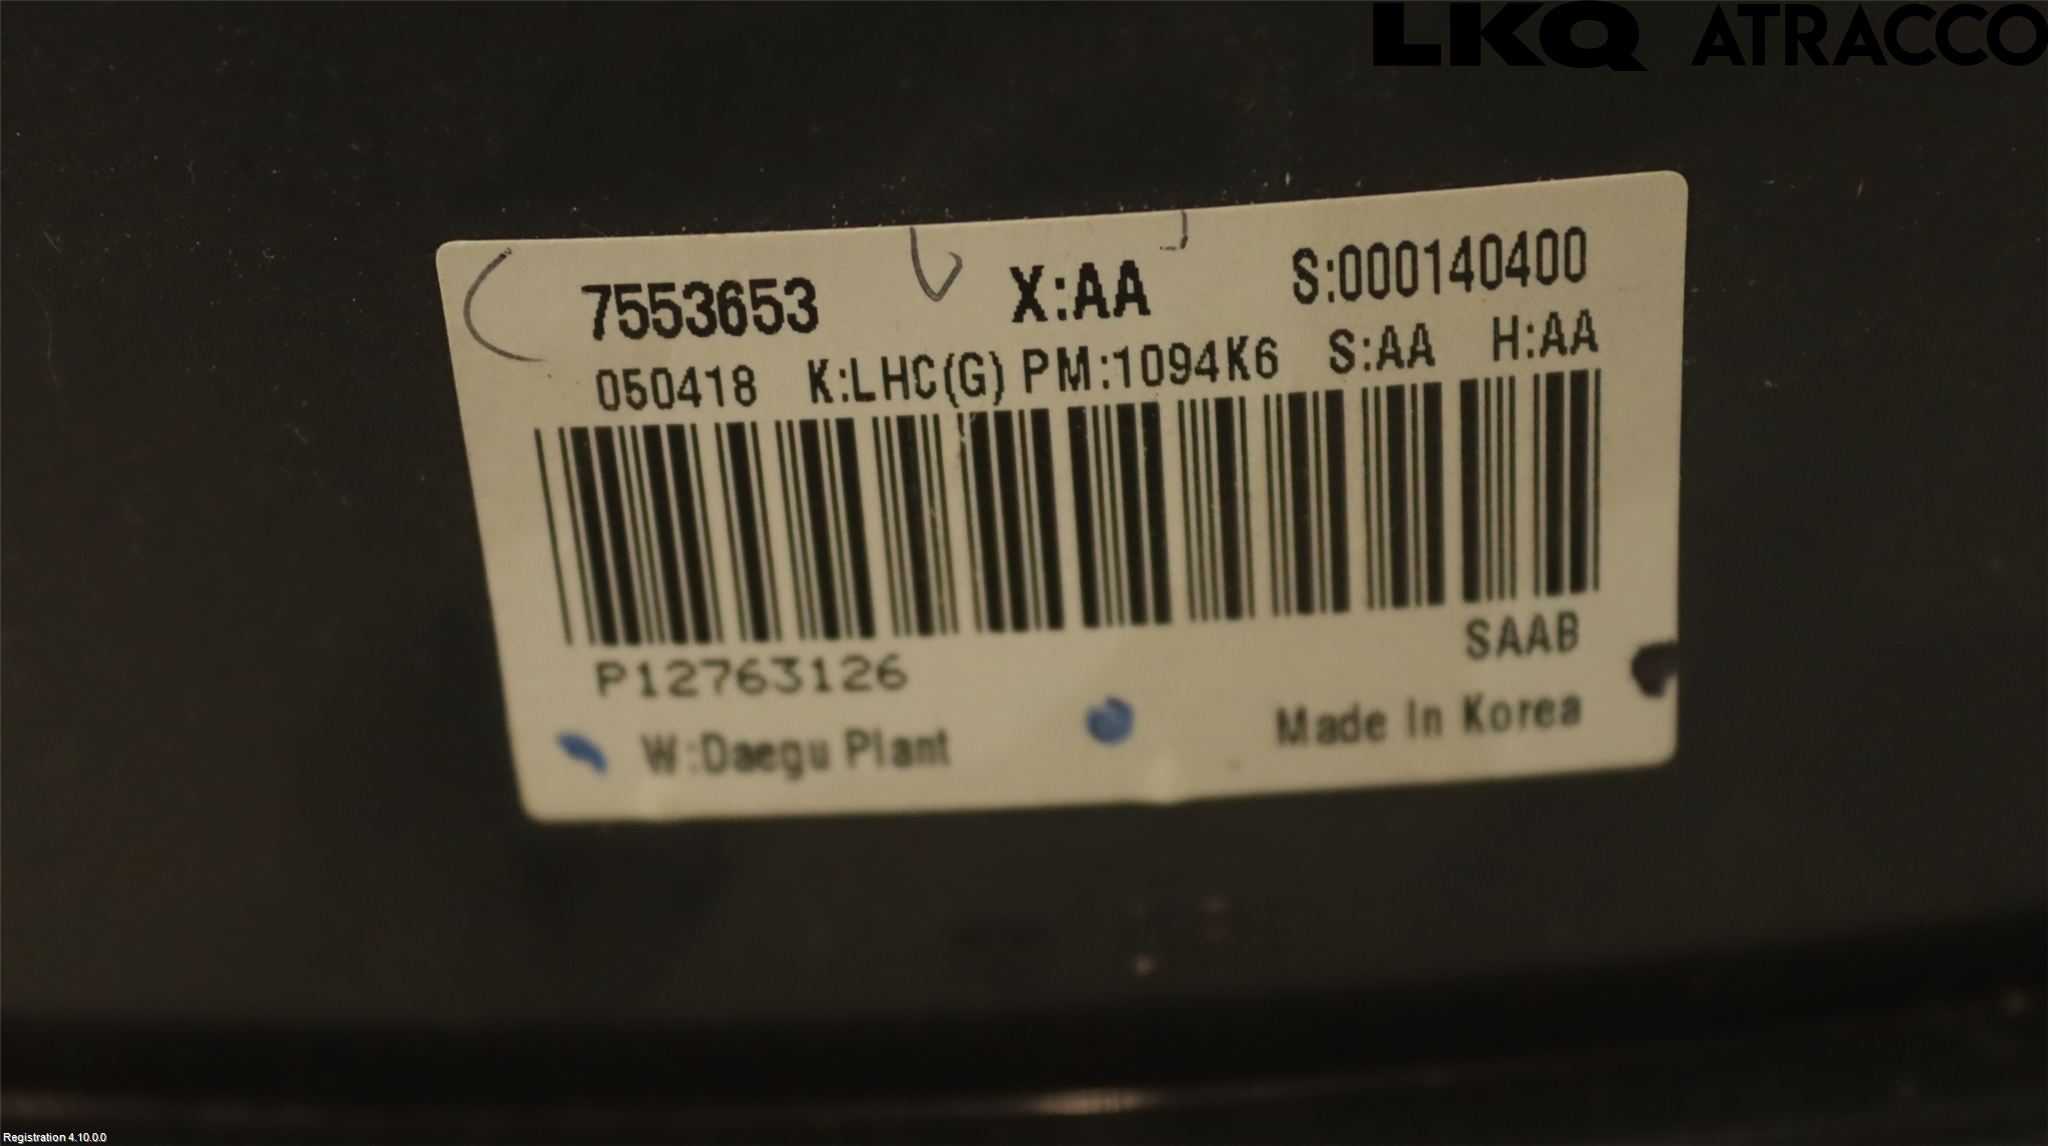 LKQ ATRACCO
7553653 X:AA S:000140400
050418 K:LHC(G) PM:1094K6 S:AA H:AA
P12763126
SAAB
W:Daegu Plant
Made In Korea
Registration 4.10.0.0